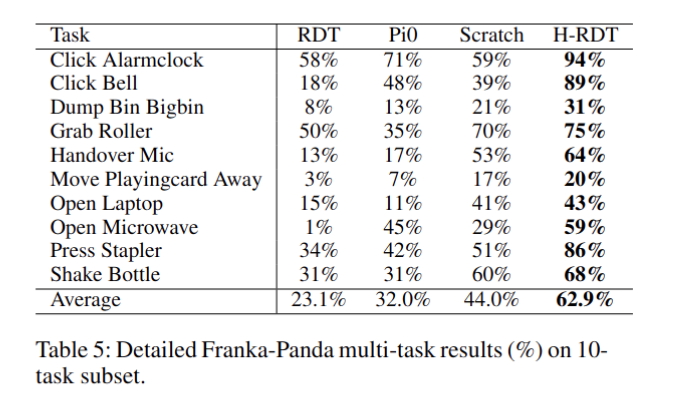 Task RDT Pi0 Scratch H-RDT
Click Alarmclock 58% 71% 59% 94%
Click Bell 18% 48% 39% 89%
Dump Bin Bigbin 8% 13% 21% 31%
Grab Roller 50% 35% 70% 75%
Handover Mic 13% 17% 53% 64%
Move Playingcard Away 3% 7% 17% 20%
Open Laptop 15% 11% 41% 43%
Open Microwave 1% 45% 29% 59%
Press Stapler 34% 42% 51% 86%
Shake Bottle 31% 31% 60% 68%
Average 23.1% 32.0% 44.0% 62.9%
Table 5: Detailed Franka-Panda multi-task results (%) on 10-
task subset.